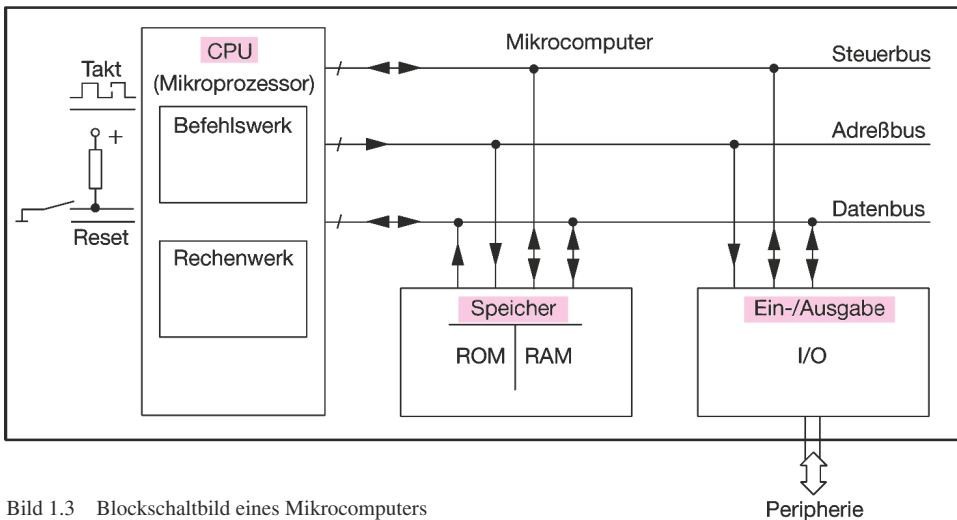 CPU
(Mikroprozessor)
Befehlswerk
Rechenwerk
Takt
+
Reset
Mikrocomputer
Steuerbus
Adreßbus
Datenbus
Speicher
ROM RAM
Ein-/Ausgabe
I/O
Peripherie
Bild 1.3 Blockschaltbild eines Mikrocomputers